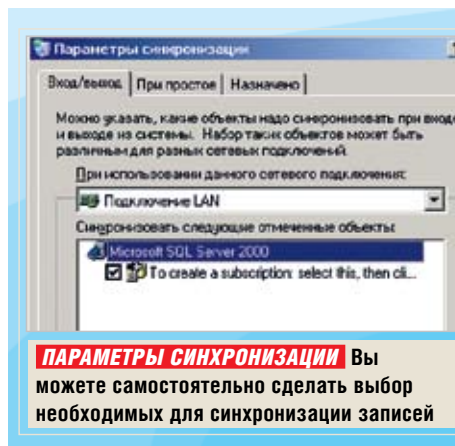 Параметры синхронизации
Вход/выход При простое Назначено
Можно указать, какие объекты надо синхронизовать при входе
и выходе из системы. Набор таких объектов может быть
различным для разных сетевых подключений.
При использовании данного сетевого подключения:
Подключение LAN
Синхронизовать следующие отмеченные объекты:
Microsoft SQL Server 2000
To create a subscription: select this, then cli...
ПАРАМЕТРЫ СИНХРОНИЗАЦИИ Вы
можете самостоятельно сделать выбор
необходимых для синхронизации записей